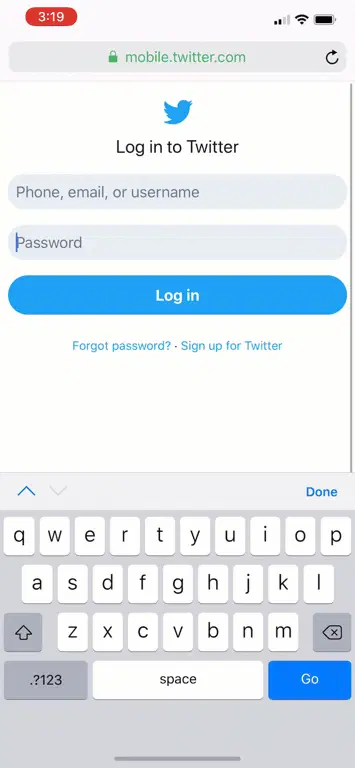 3:19
mobile.twitter.com
Log in to Twitter
Phone, email, or username
Password
Log in
Forgot password? · Sign up for Twitter
Done
q w e r t y u i o p
a s d f g h j k l
z x c v b n m
.?123 space Go